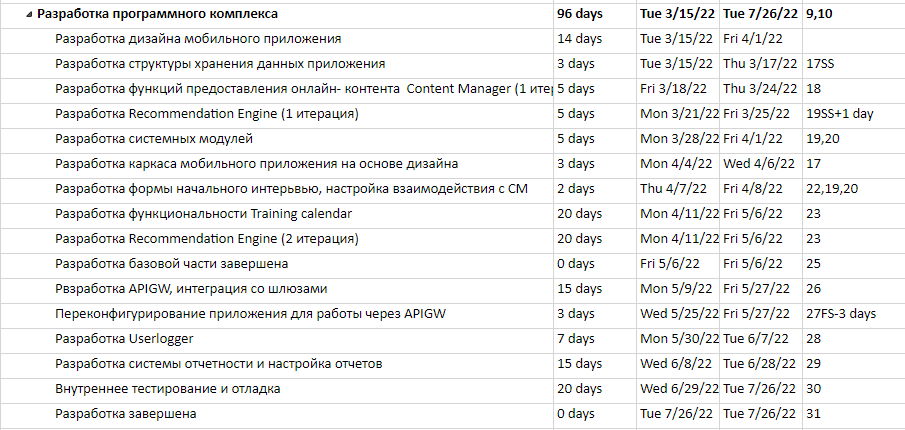 Разработка программного комплекса 96 days Tue 3/15/22 Tue 7/26/22 9,10
Разработка дизайна мобильного приложения 14 days Tue 3/15/22 Fri 4/1/22
Разработка структуры хранения данных приложения 3 days Tue 3/15/22 Thu 3/17/22 17SS
Разработка функций предоставления онлайн- контента Content Manager (1 итер 5 days Fri 3/18/22 Thu 3/24/22 18
Разработка Recommendation Engine (1 итерация) 5 days Mon 3/21/22 Fri 3/25/22 19SS+1 day
Разработка системных модулей 5 days Mon 3/28/22 Fri 4/1/22 19,20
Разработка каркаса мобильного приложения на основе дизайна 3 days Mon 4/4/22 Wed 4/6/22 17
Разработка формы начального интервью, настройка взаимодействия с СМ 2 days Thu 4/7/22 Fri 4/8/22 22,19,20
Разработка функциональности Training calendar 20 days Mon 4/11/22 Fri 5/6/22 23
Разработка Recommendation Engine (2 итерация) 20 days Mon 4/11/22 Fri 5/6/22 23
Разработка базовой части завершена 0 days Fri 5/6/22 Fri 5/6/22 25
Рвзработка APIGW, интеграция со шлюзами 15 days Mon 5/9/22 Fri 5/27/22 26
Переконфигурирование приложения для работы через APIGW 3 days Wed 5/25/22 Fri 5/27/22 27FS-3 days
Разработка Userlogger 7 days Mon 5/30/22 Tue 6/7/22 28
Разработка системы отчетности и настройка отчетов 15 days Wed 6/8/22 Tue 6/28/22 29
Внутреннее тестирование и отладка 20 days Wed 6/29/22 Tue 7/26/22 30
Разработка завершена 0 days Tue 7/26/22 Tue 7/26/22 31